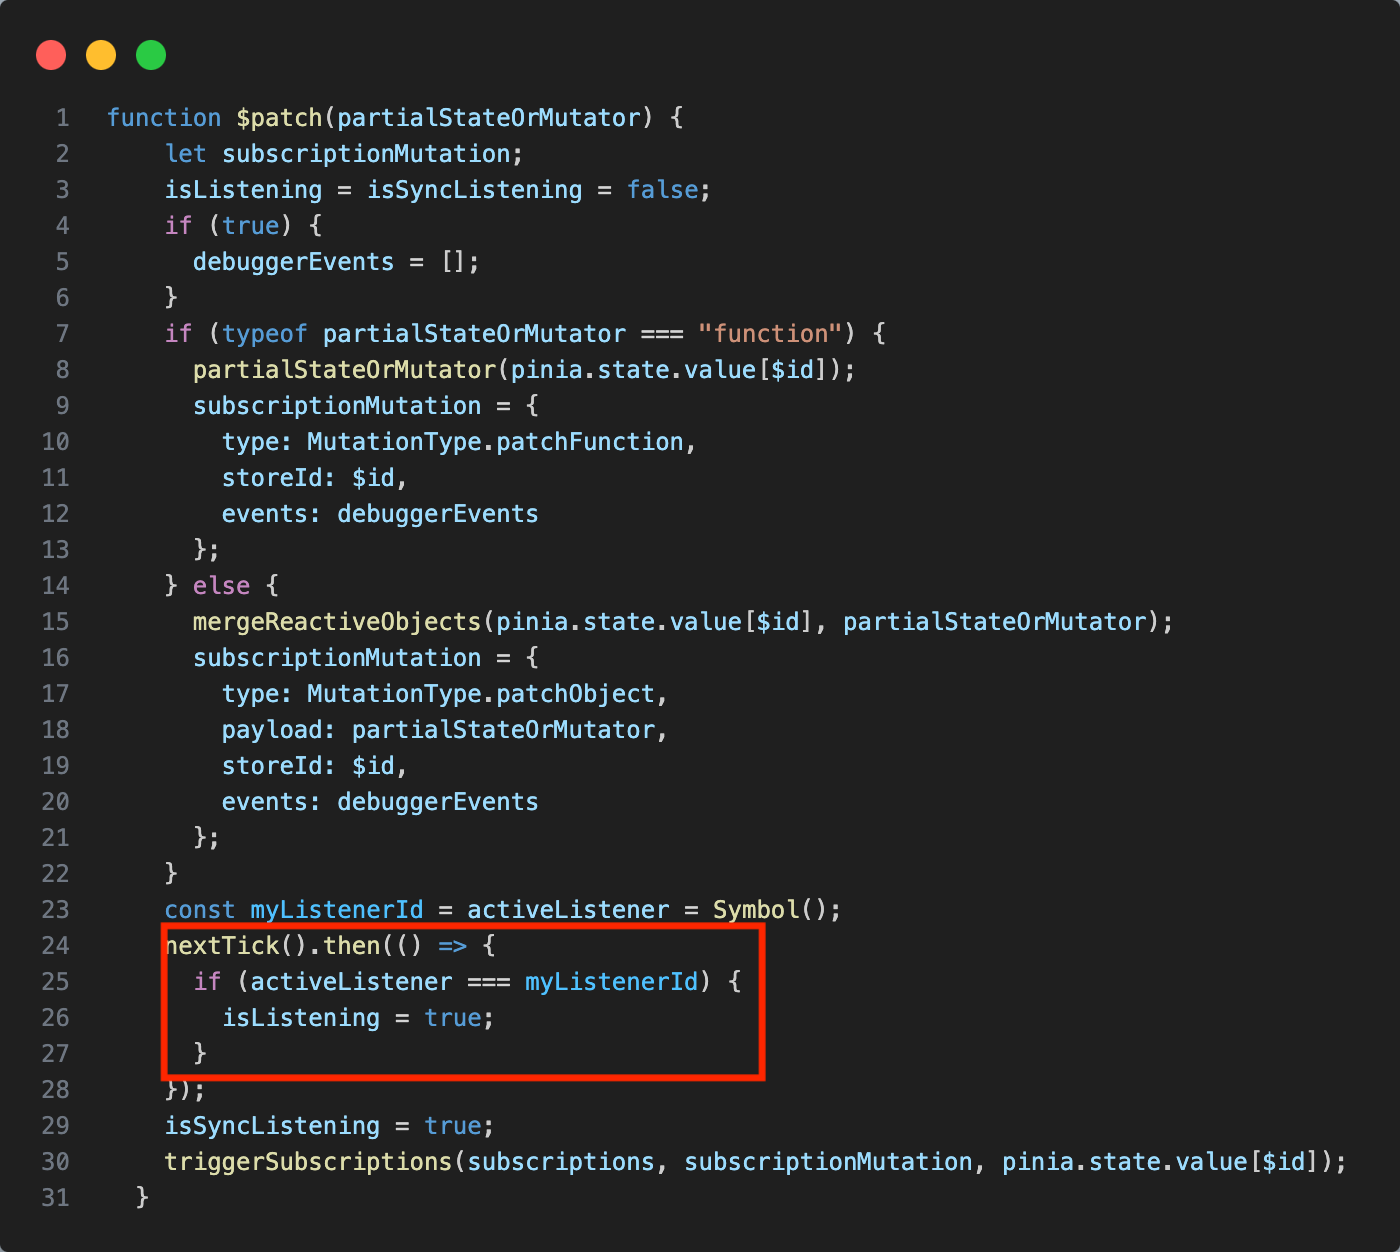 1 function $patch(partialStateOrMutator) {
2 let subscriptionMutation;
3 isListening = isSyncListening = false;
4 if (true) {
5 debuggerEvents = [];
6 }
7 if (typeof partialStateOrMutator === "function") {
8 partialStateOrMutator(pinia.state.value[$id]);
9 subscriptionMutation = {
10 type: MutationType.patchFunction,
11 storeId: $id,
12 events: debuggerEvents
13 };
14 } else {
15 mergeReactiveObjects(pinia.state.value[$id], partialStateOrMutator);
16 subscriptionMutation = {
17 type: MutationType.patchObject,
18 payload: partialStateOrMutator,
19 storeId: $id,
20 events: debuggerEvents
21 };
22 }
23 const myListenerId = activeListener = Symbol();
24 nextTick().then(() => {
25 if (activeListener === myListenerId) {
26 isListening = true;
27 }
28 });
29 isSyncListening = true;
30 triggerSubscriptions(subscriptions, subscriptionMutation, pinia.state.value[$id]);
31 }